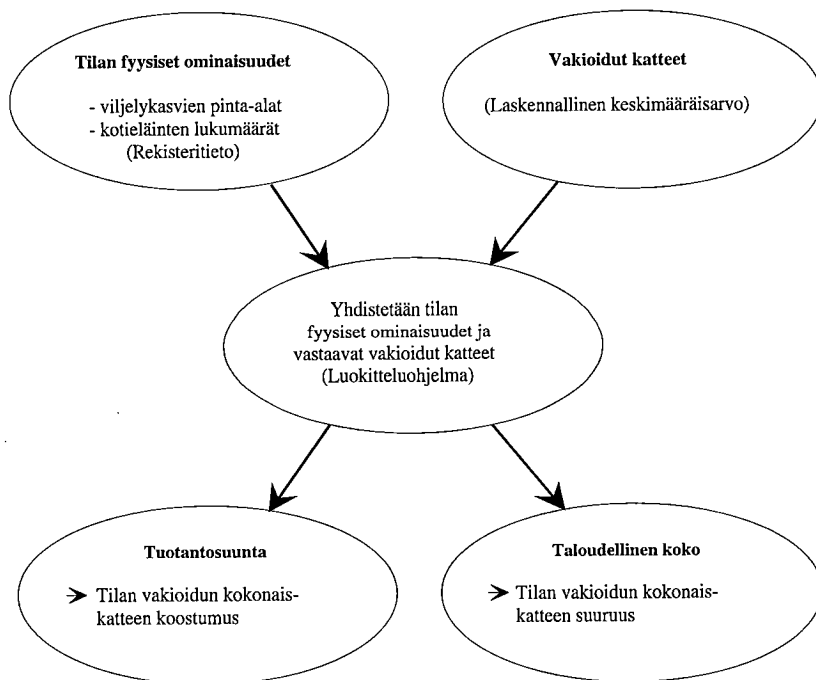 Tilan fyysiset ominaisuudet
- viljelykasvien pinta-alat
- kotieläinten lukumäärät
(Rekisteritieto)
Vakioidut katteet
(Laskennallinen keskimääräisarvo)
Yhdistetään tilan
fyysiset ominaisuudet ja
vastaavat vakioidut katteet
(Luokitteluohjelma)
Tuotantosuunta
Tilan vakioidun kokonais-
katteen koostumus
Taloudellinen koko
Tilan vakioidun kokonais-
katteen suuruus